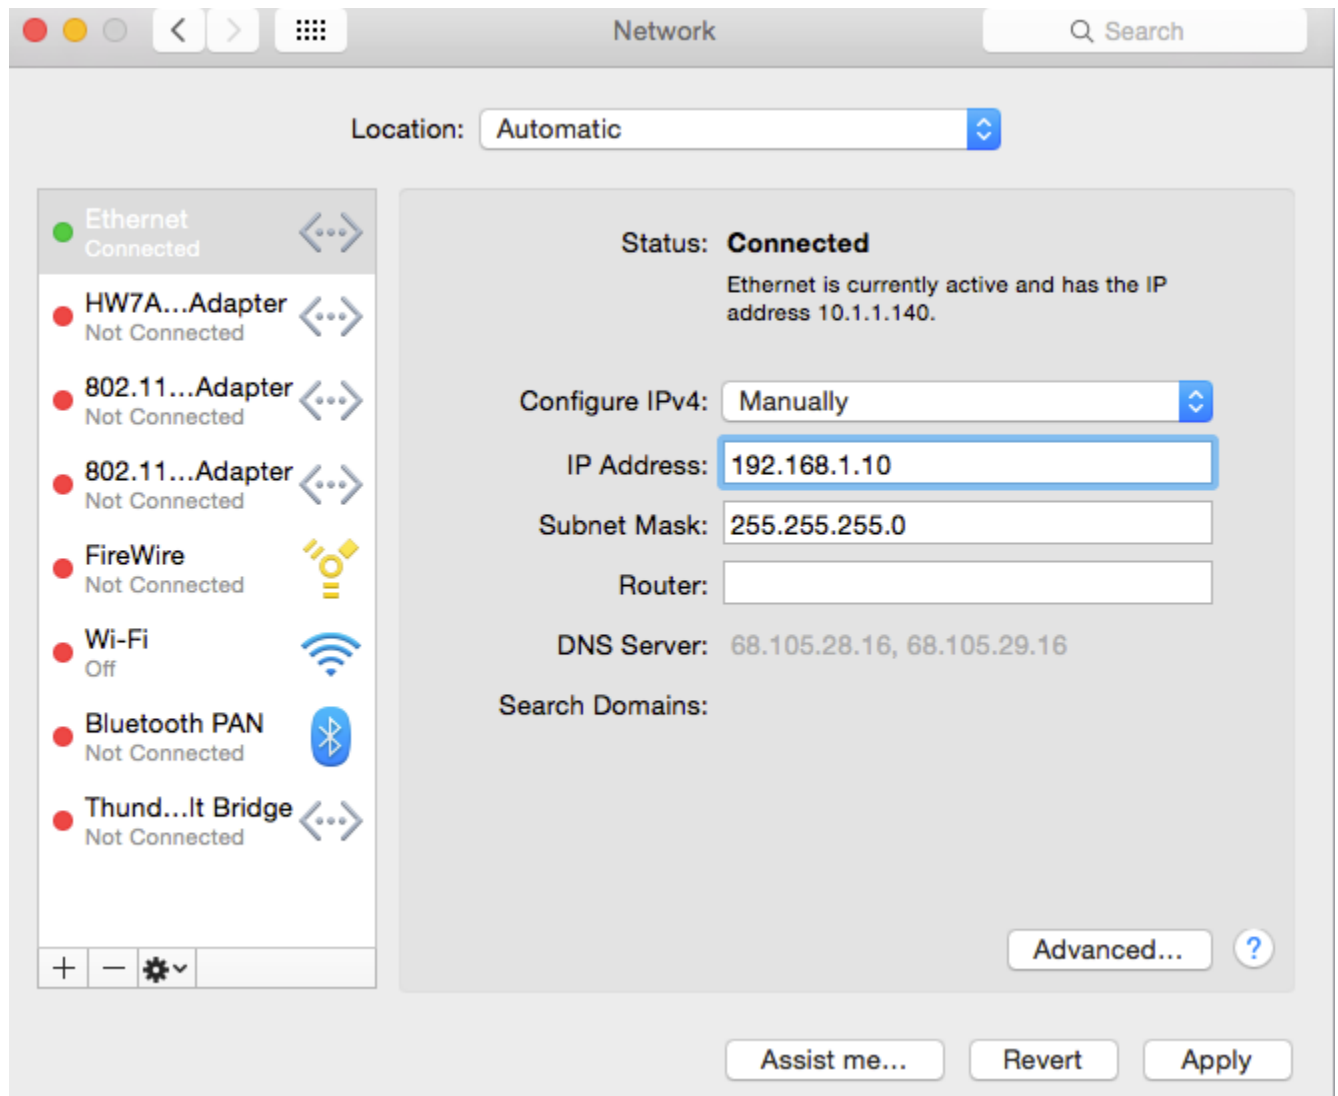 Network
Search
Location: Automatic
Ethernet
Connected
HW7A...Adapter
Not Connected
802.11...Adapter
Not Connected
802.11...Adapter
Not Connected
FireWire
Not Connected
Wi-Fi
Off
Bluetooth PAN
Not Connected
Thund...lt Bridge
Not Connected
Status: Connected
Ethernet is currently active and has the IP
address 10.1.1.140.
Configure IPv4: Manually
IP Address: 192.168.1.10
Subnet Mask: 255.255.255.0
Router:
DNS Server: 68.105.28.16, 68.105.29.16
Search Domains:
Advanced... ?
Assist me... Revert Apply